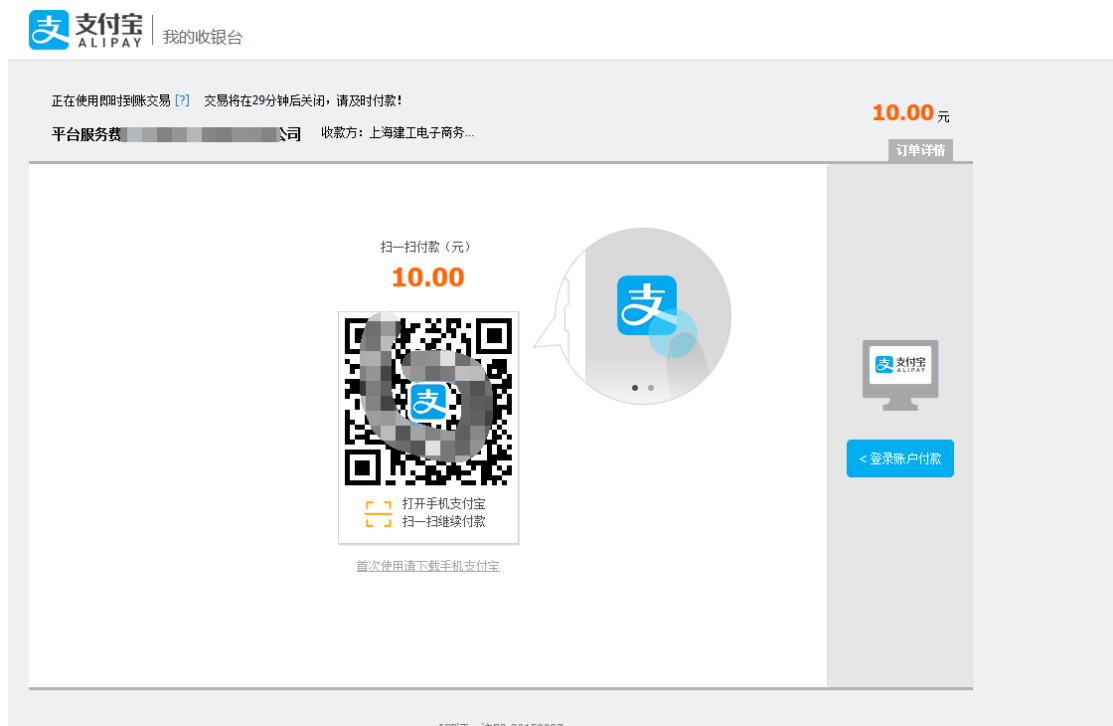 支付宝
ALIPAY
我的收银台
正在使用即时到账交易 [?] 交易将在29分钟后关闭，请及时付款！
10.00 元
平台服务费 公司 收款方：上海建工电子商务...
订单详情
扫一扫付款（元）
10.00
支
支
支付宝
ALIPAY
<登录账户付款
打开手机支付宝
扫一扫继续付款
首次使用请下载手机支付宝